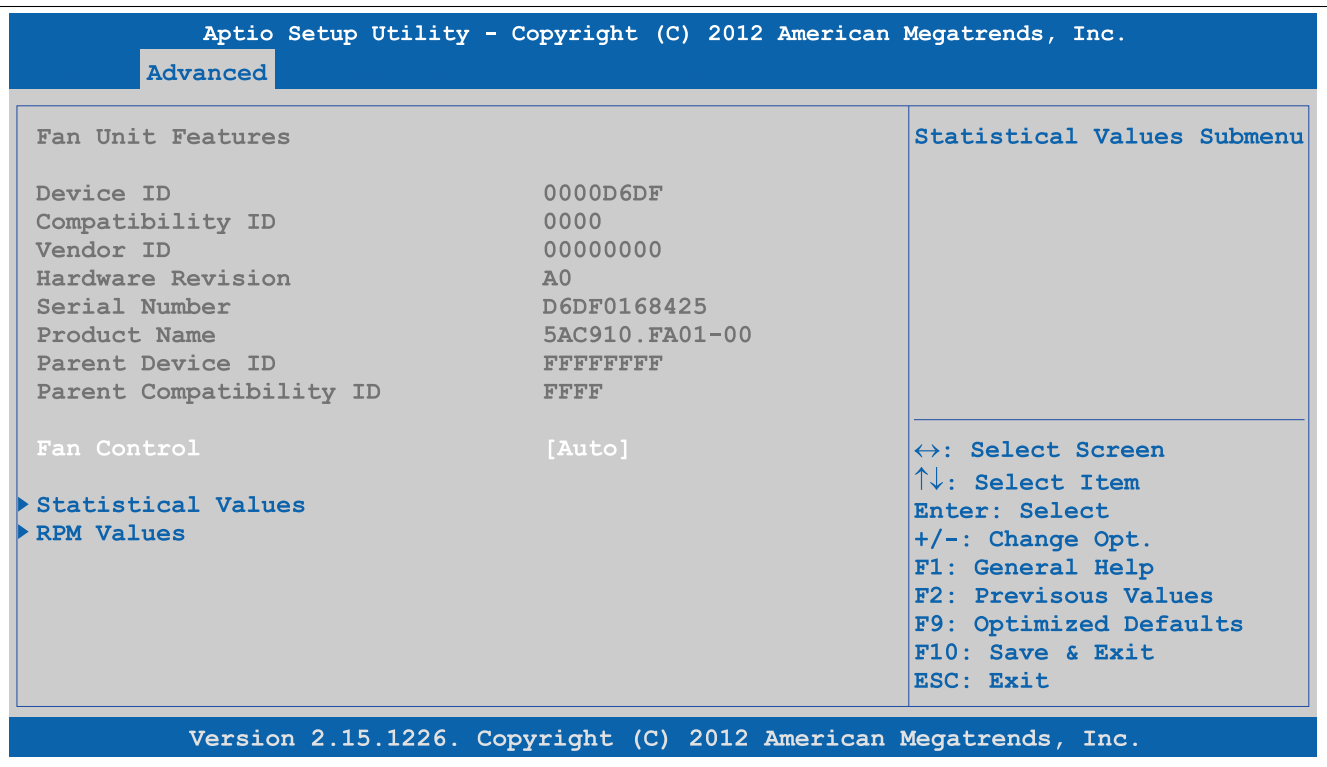 Aptio Setup Utility - Copyright (C) 2012 American Megatrends, Inc.
Advanced
Fan Unit Features
Device ID 0000D6DF
Compatibility ID 0000
Vendor ID 00000000
Hardware Revision A0
Serial Number D6DF0168425
Product Name 5AC910.FA01-00
Parent Device ID FFFFFFFF
Parent Compatibility ID FFFF
Fan Control [Auto]
Statistical Values
RPM Values
Statistical Values Submenu
↔: Select Screen
↑↓: Select Item
Enter: Select
+/-: Change Opt.
F1: General Help
F2: Previsous Values
F9: Optimized Defaults
F10: Save & Exit
ESC: Exit
Version 2.15.1226. Copyright (C) 2012 American Megatrends, Inc.